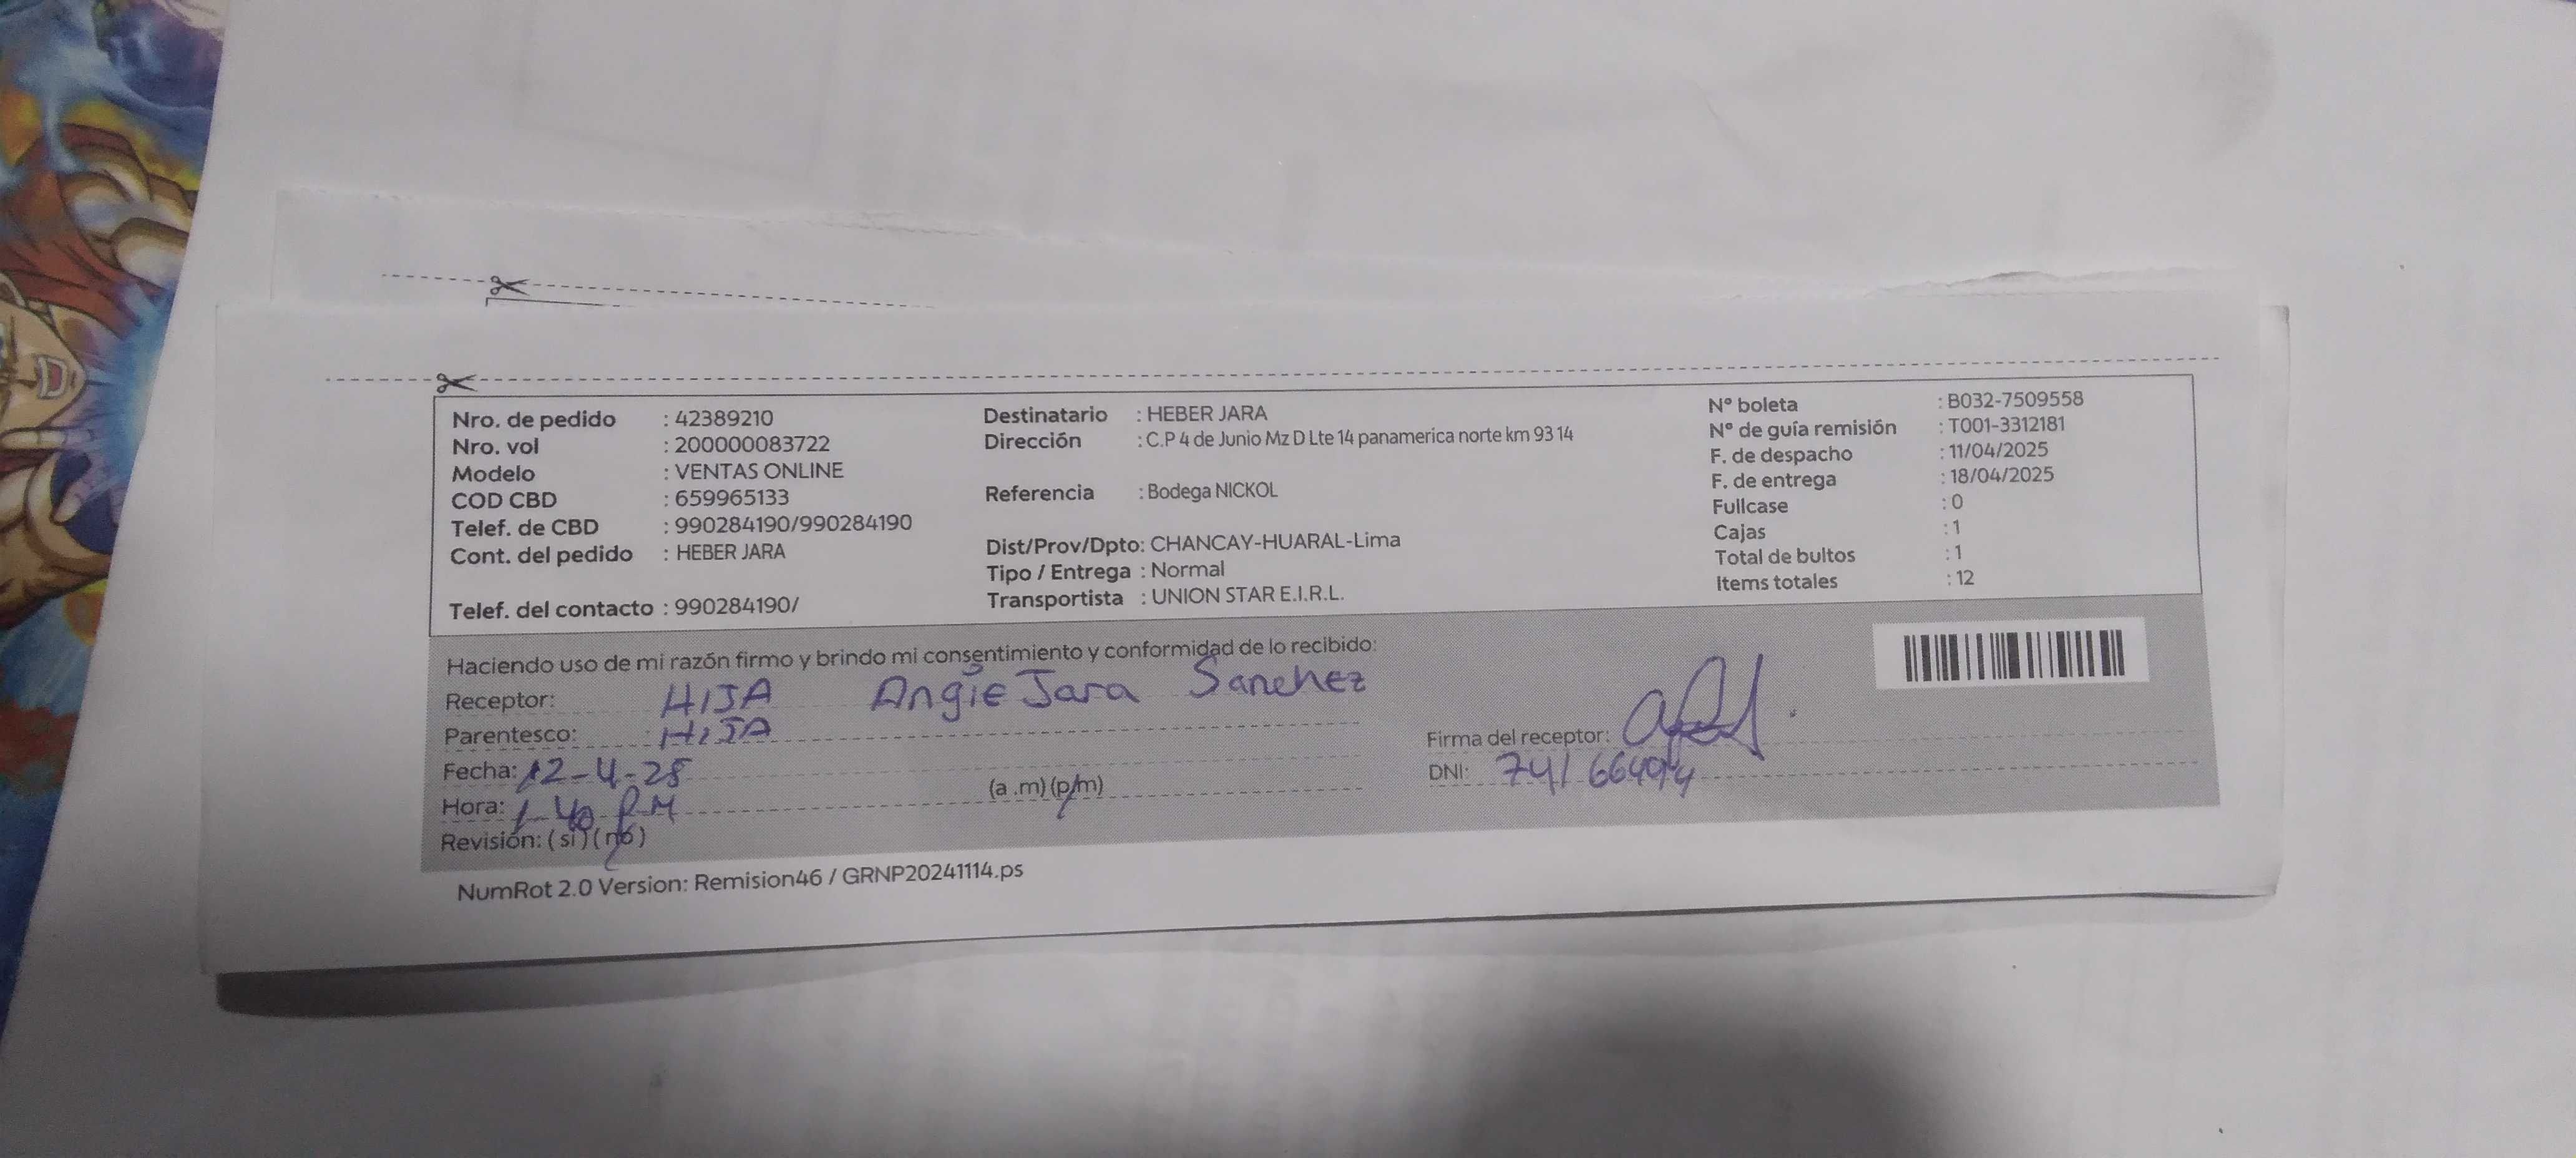 Nro. de pedido : 42389210
Nro. vol : 200000083722
Modelo : VENTAS ONLINE
COD CBD : 659965133
Telef. de CBD : 990284190/990284190
Cont. del pedido : HEBER JARA
Telef. del contacto : 990284190/
Destinatario : HEBER JARA
Dirección : C.P 4 de Junio Mz D Lte 14 panamerica norte km 93 14
Referencia : Bodega NICKOL
Dist/Prov/Dpto: CHANCAY-HUARAL-Lima
Tipo / Entrega : Normal
Transportista : UNION STAR E.I.R.L.
N° boleta : B032-7509558
N° de guía remisión : T001-3312181
F. de despacho : 11/04/2025
F. de entrega : 18/04/2025
Fullcase : 0
Cajas : 1
Total de bultos : 1
Items totales : 12
Haciendo uso de mi razón firmo y brindo mi consentimiento y conformidad de lo recibido:
Receptor: HIJA Angie Jara Sanchez
Parentesco: HIJA
Fecha: 12-4-25
Hora: 1-40 PM (a .m) (p/m)
Revisión: (si) (no)
Firma del receptor:
DNI:
NumRot 2.0 Version: Remision46 / GRNP20241114.ps